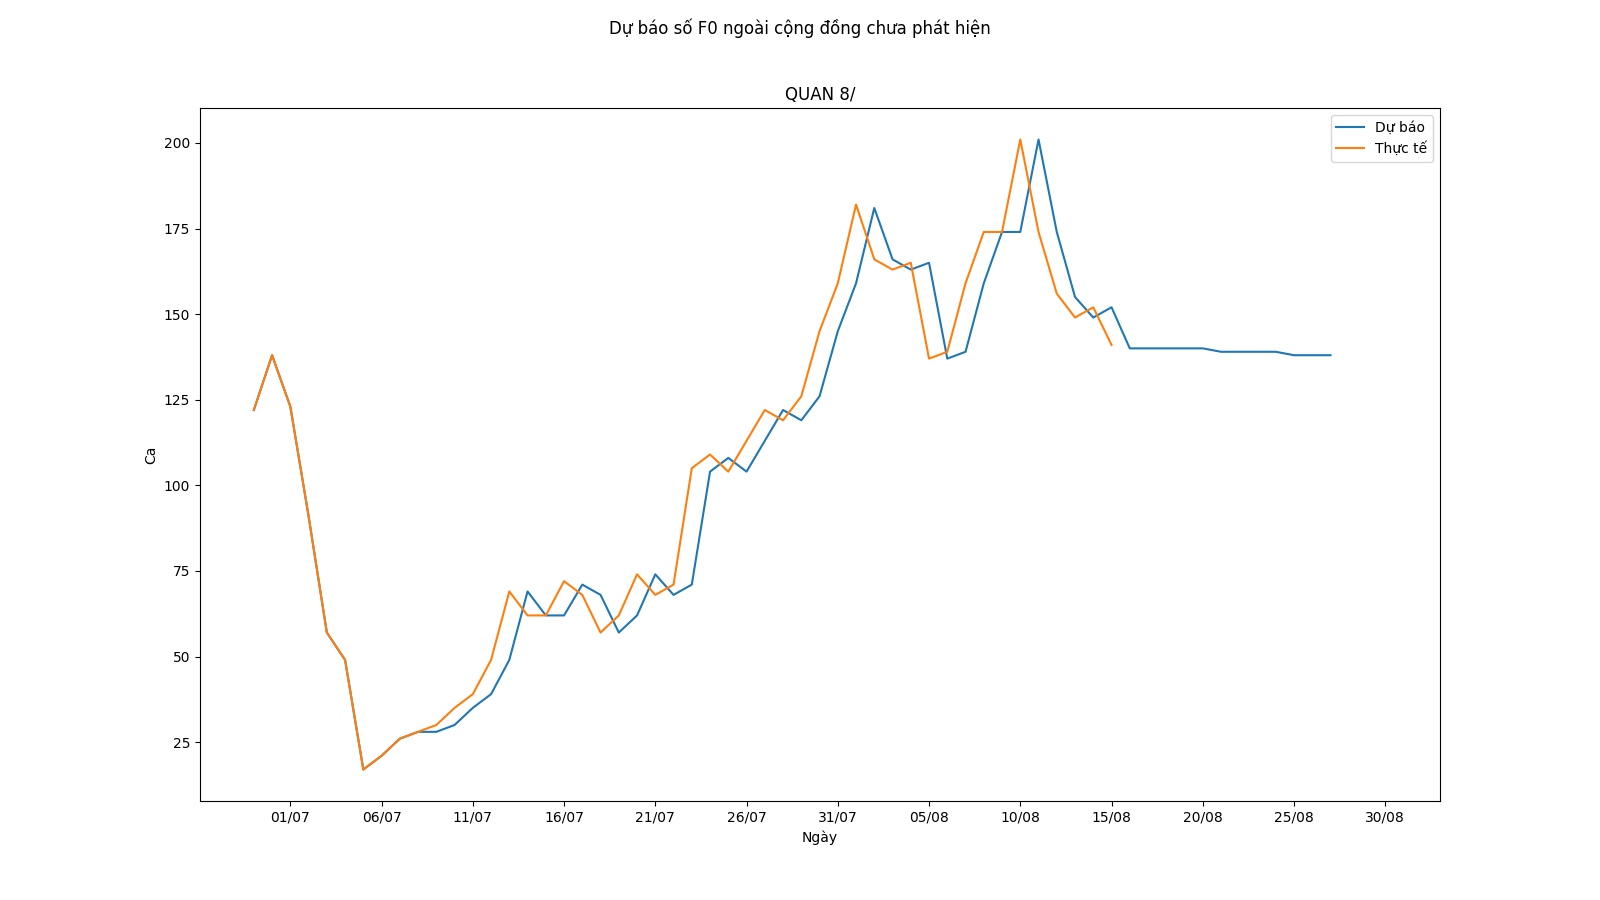 Dự báo số F0 ngoài cộng đồng chưa phát hiện
QUAN 8/
Dự báo
Thực tế
200
175
150
125
100
75
50
25
Ca
01/07 06/07 11/07 16/07 21/07 26/07 31/07 05/08 10/08 15/08 20/08 25/08 30/08
Ngày